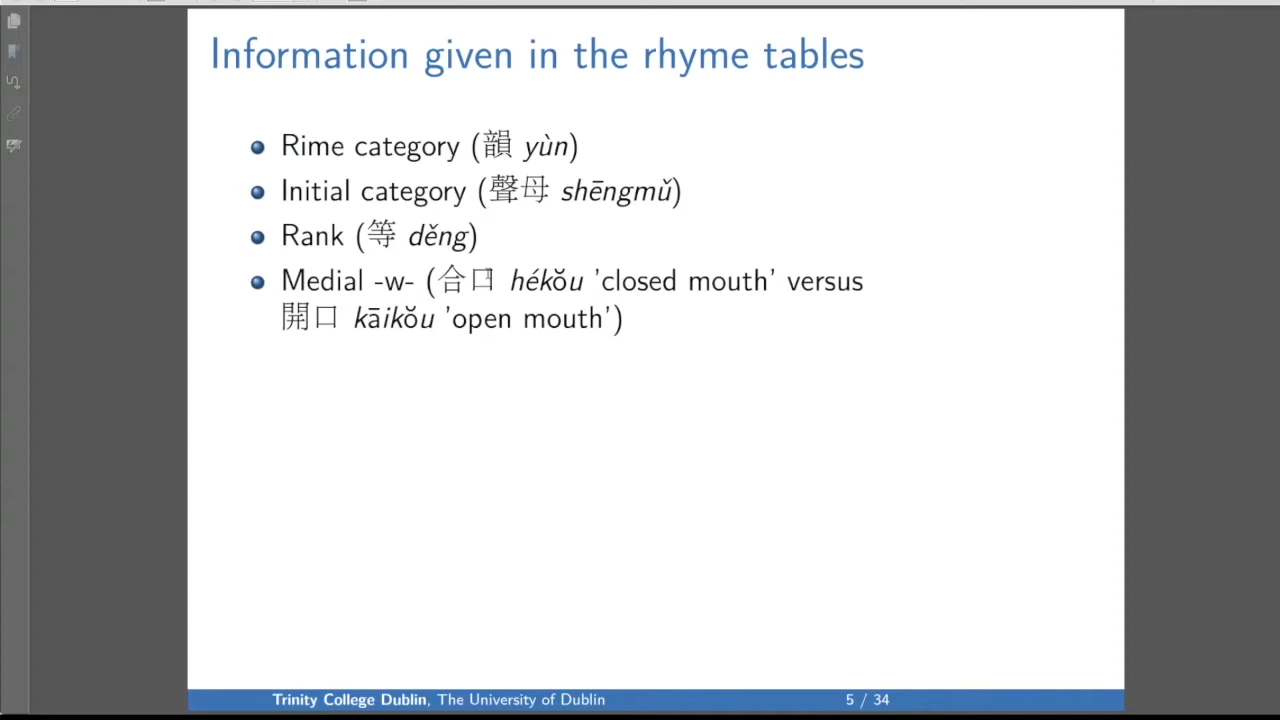 Information given in the rhyme tables
Rime category (韻 yùn)
Initial category (聲母 shēngmǔ)
Rank (等 děng)
Medial -w- (合口 hékǒu ’closed mouth’ versus
開口 kāikǒu ’open mouth’)
Trinity College Dublin, The University of Dublin
5 / 34